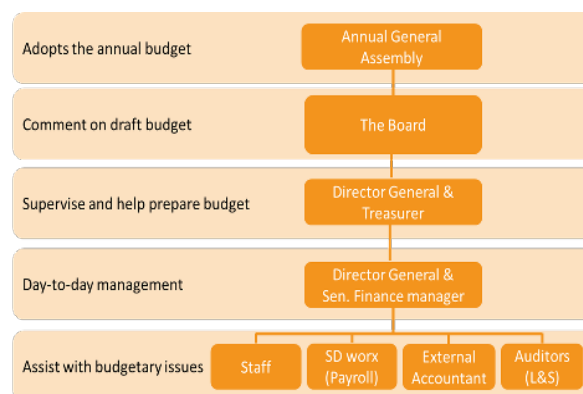 Adopts the annual budget
Annual General
Assembly
Comment on draft budget
The Board
Supervise and help prepare budget
Director General &
Treasurer
Day-to-day management
Director General &
Sen. Finance manager
Assist with budgetary issues
Staff
SD worx
(Payroll)
External
Accountant
Auditors
(L&S)